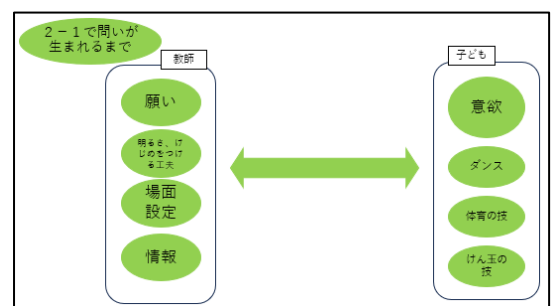 ２－１で問いが
生まれるまで
教師
願い
明るさ、け
じめをつけ
る工夫
場面
設定
情報
子ども
意欲
ダンス
体育の技
けん玉の
技